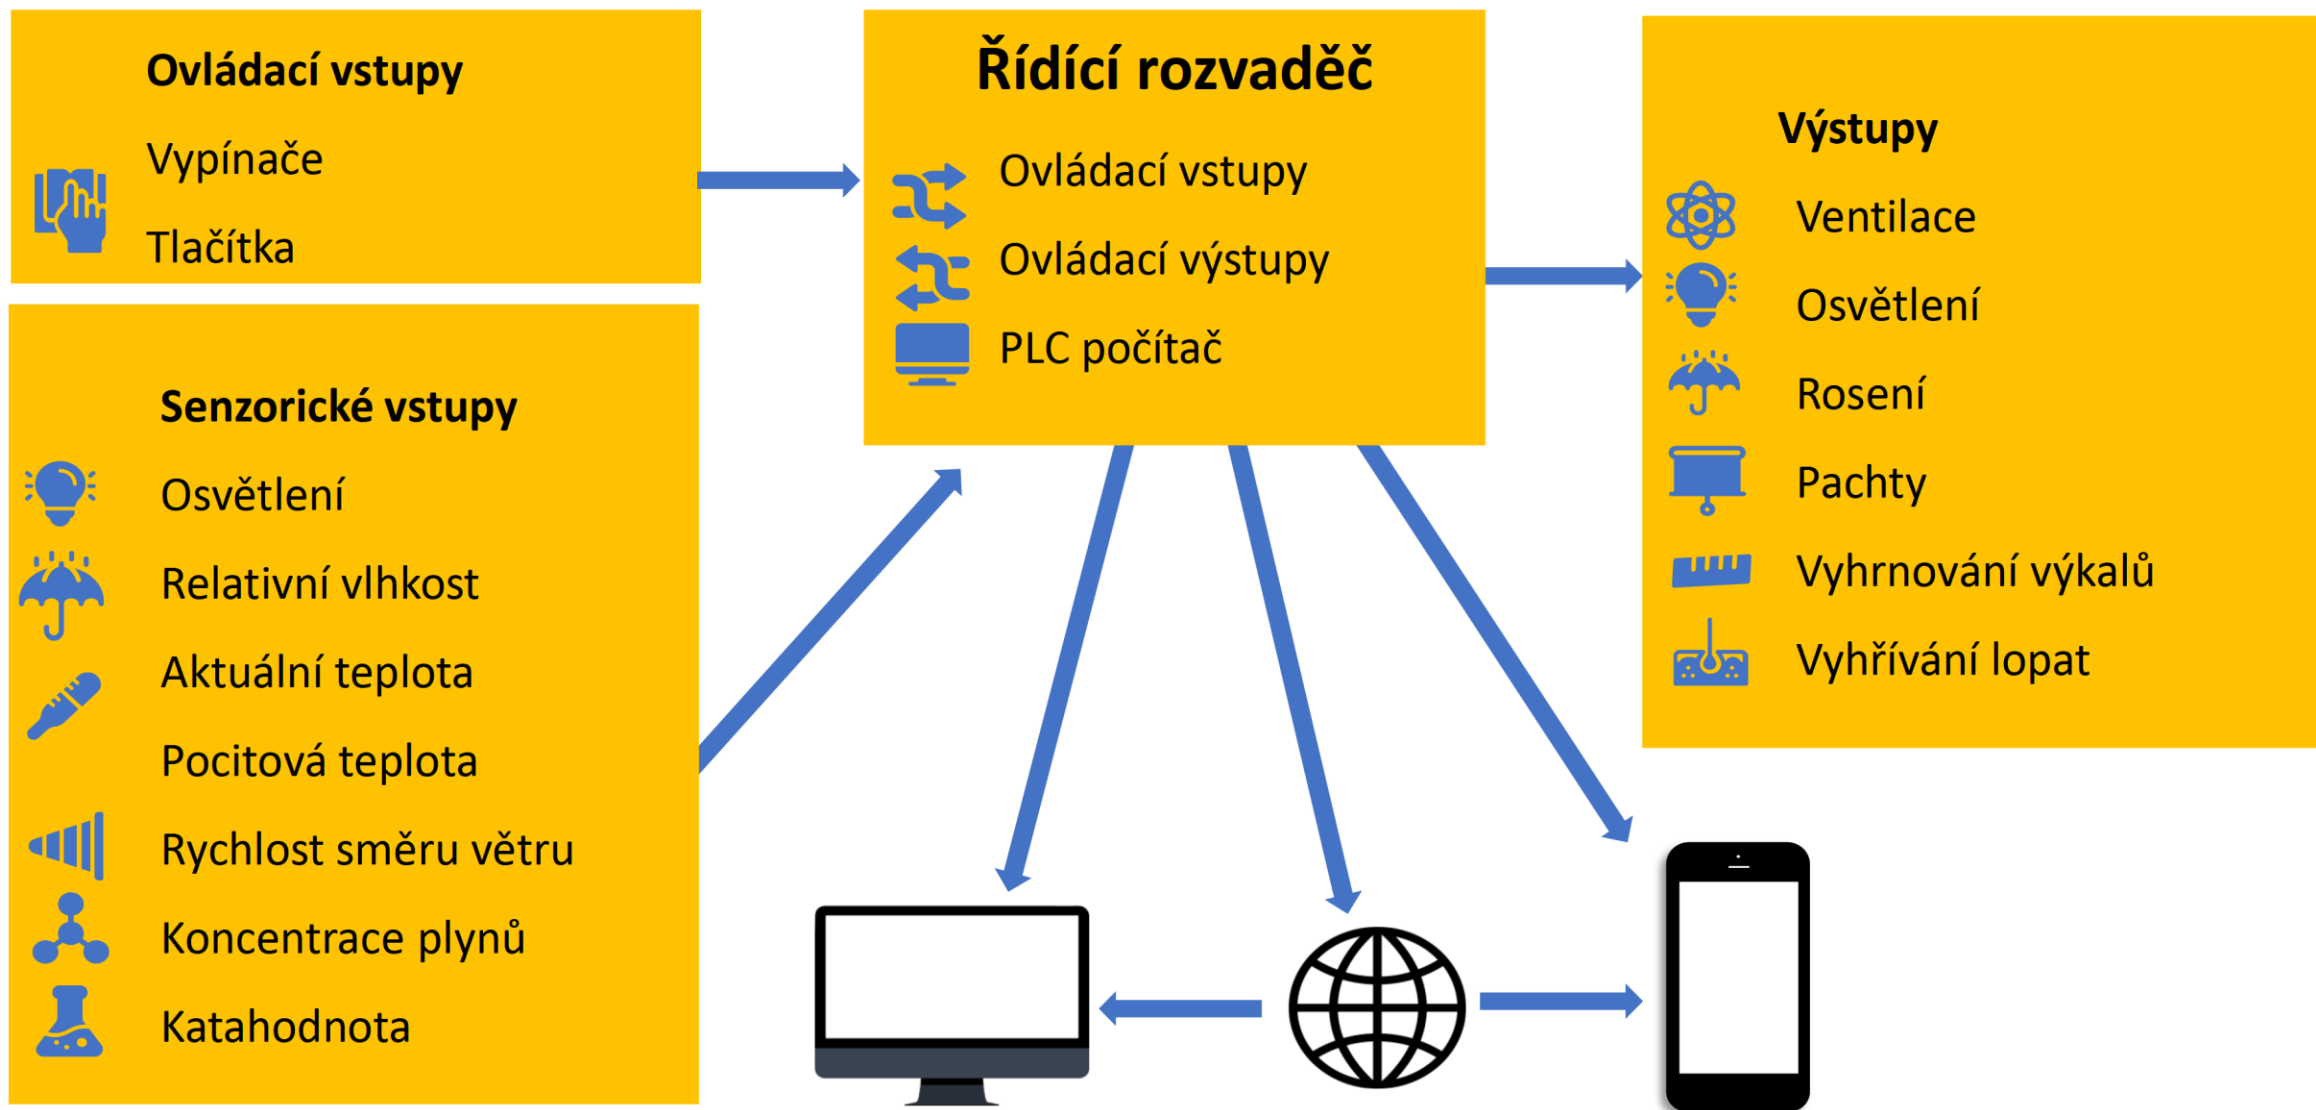 Ovládací vstupy
Vypínače
Tlačítka
Senzorické vstupy
Osvětlení
Relativní vlhkost
Aktuální teplota
Pocitová teplota
Rychlost směru větru
Koncentrace plynů
Katahodnota
Řídící rozvaděč
Ovládací vstupy
Ovládací výstupy
PLC počítač
Výstupy
Ventilace
Osvětlení
Rosení
Pachty
Vyhrnování výkalů
Vyhřívání lopat